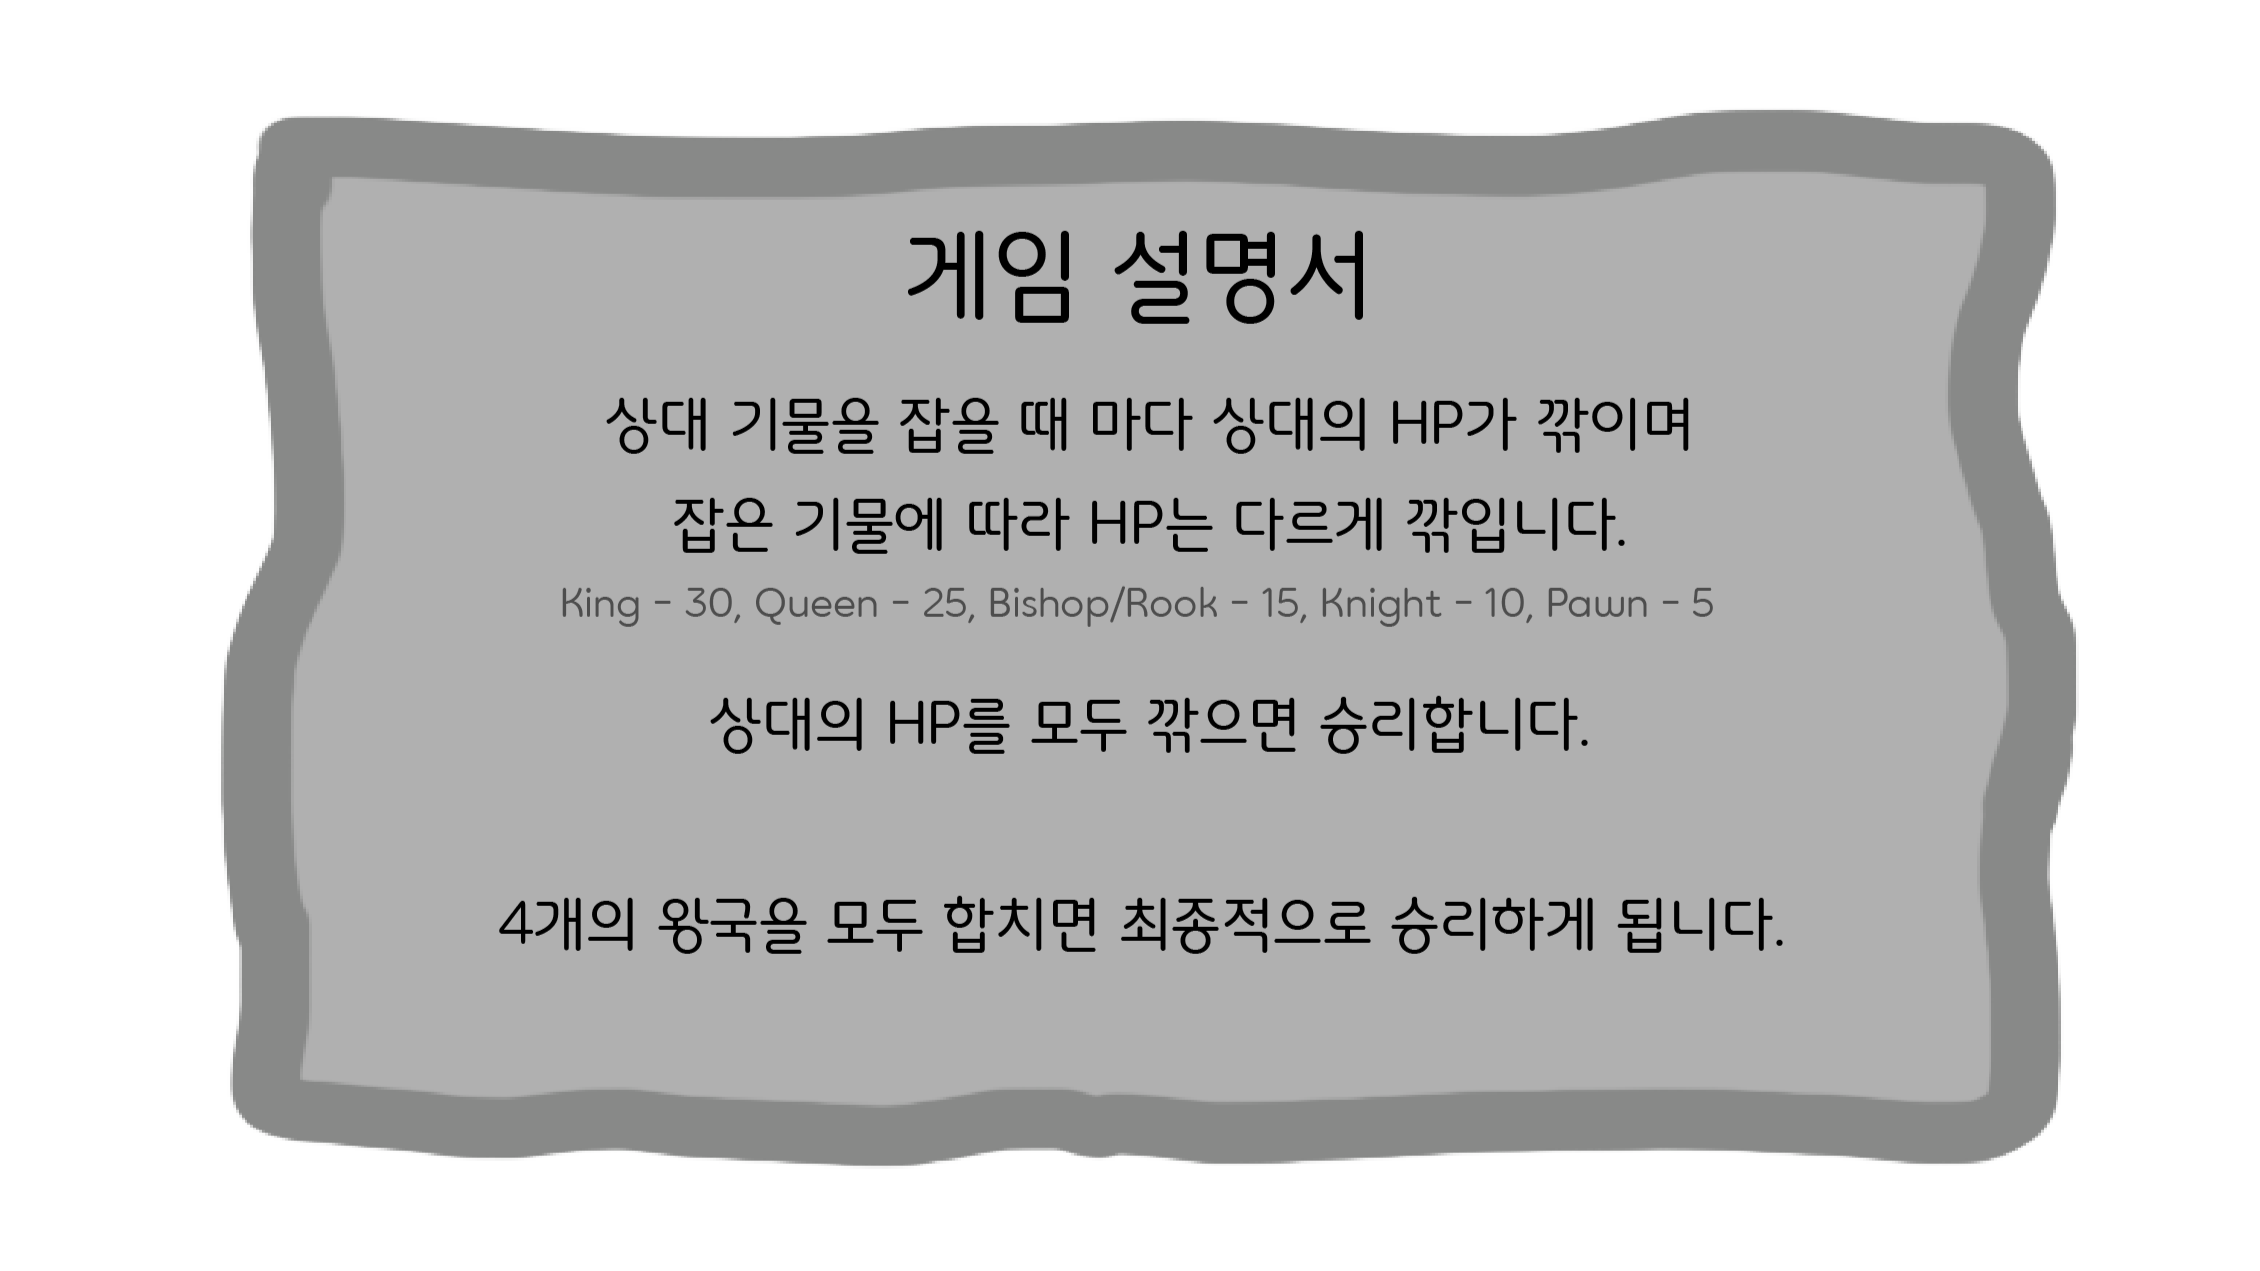 게임 설명서
상대 기물을 잡을 때 마다 상대의 HP가 깎이며
잡은 기물에 따라 HP는 다르게 깎입니다.
King - 30, Queen - 25, Bishop/Rook - 15, Knight - 10, Pawn - 5
상대의 HP를 모두 깎으면 승리합니다.
4개의 왕국을 모두 합치면 최종적으로 승리하게 됩니다.